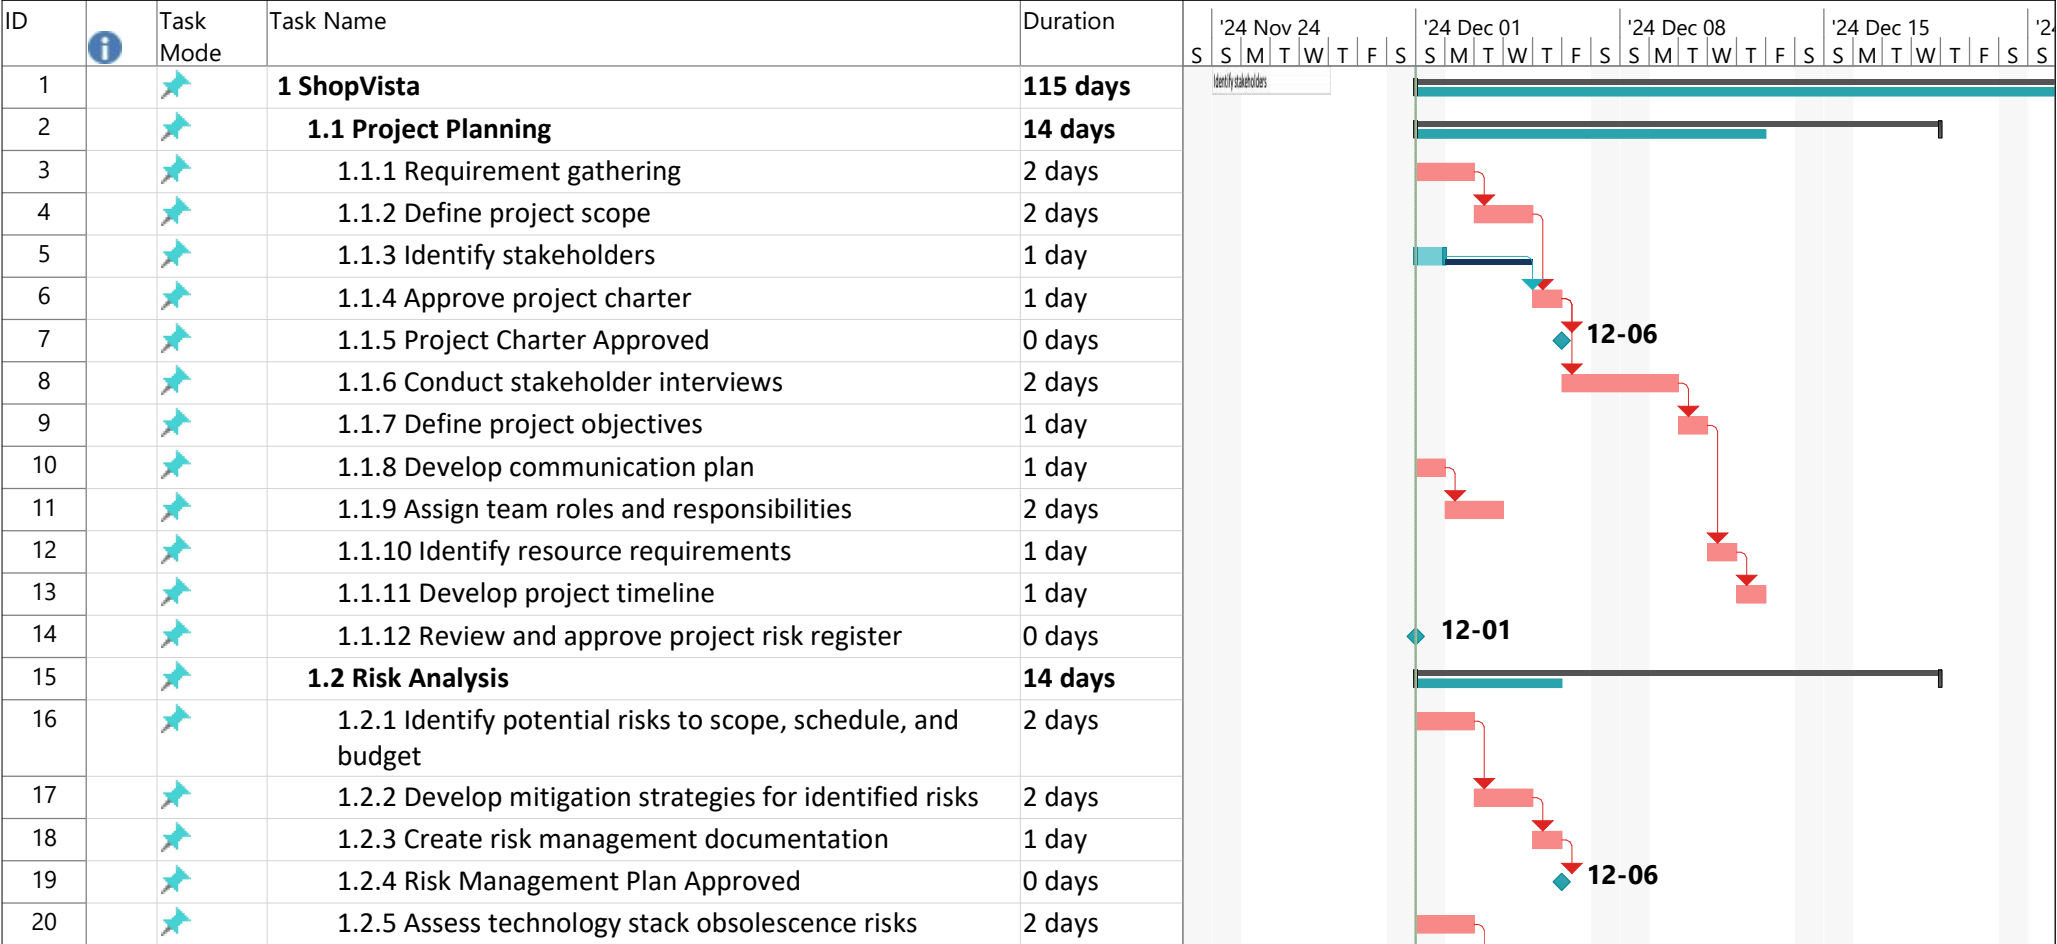 ID Task Mode Task Name Duration '24 Nov 24 '24 Dec 01 '24 Dec 08 '24 Dec 15
S S M T W T F S S M T W T F S S M T W T F S S M T W T F S S
1 1 ShopVista 115 days Identify stakeholders
2 1.1 Project Planning 14 days
3 1.1.1 Requirement gathering 2 days
4 1.1.2 Define project scope 2 days
5 1.1.3 Identify stakeholders 1 day
6 1.1.4 Approve project charter 1 day
7 1.1.5 Project Charter Approved 0 days 12-06
8 1.1.6 Conduct stakeholder interviews 2 days
9 1.1.7 Define project objectives 1 day
10 1.1.8 Develop communication plan 1 day
11 1.1.9 Assign team roles and responsibilities 2 days
12 1.1.10 Identify resource requirements 1 day
13 1.1.11 Develop project timeline 1 day
14 1.1.12 Review and approve project risk register 0 days 12-01
15 1.2 Risk Analysis 14 days
16 1.2.1 Identify potential risks to scope, schedule, and 2 days
budget
17 1.2.2 Develop mitigation strategies for identified risks 2 days
18 1.2.3 Create risk management documentation 1 day
19 1.2.4 Risk Management Plan Approved 0 days 12-06
20 1.2.5 Assess technology stack obsolescence risks 2 days